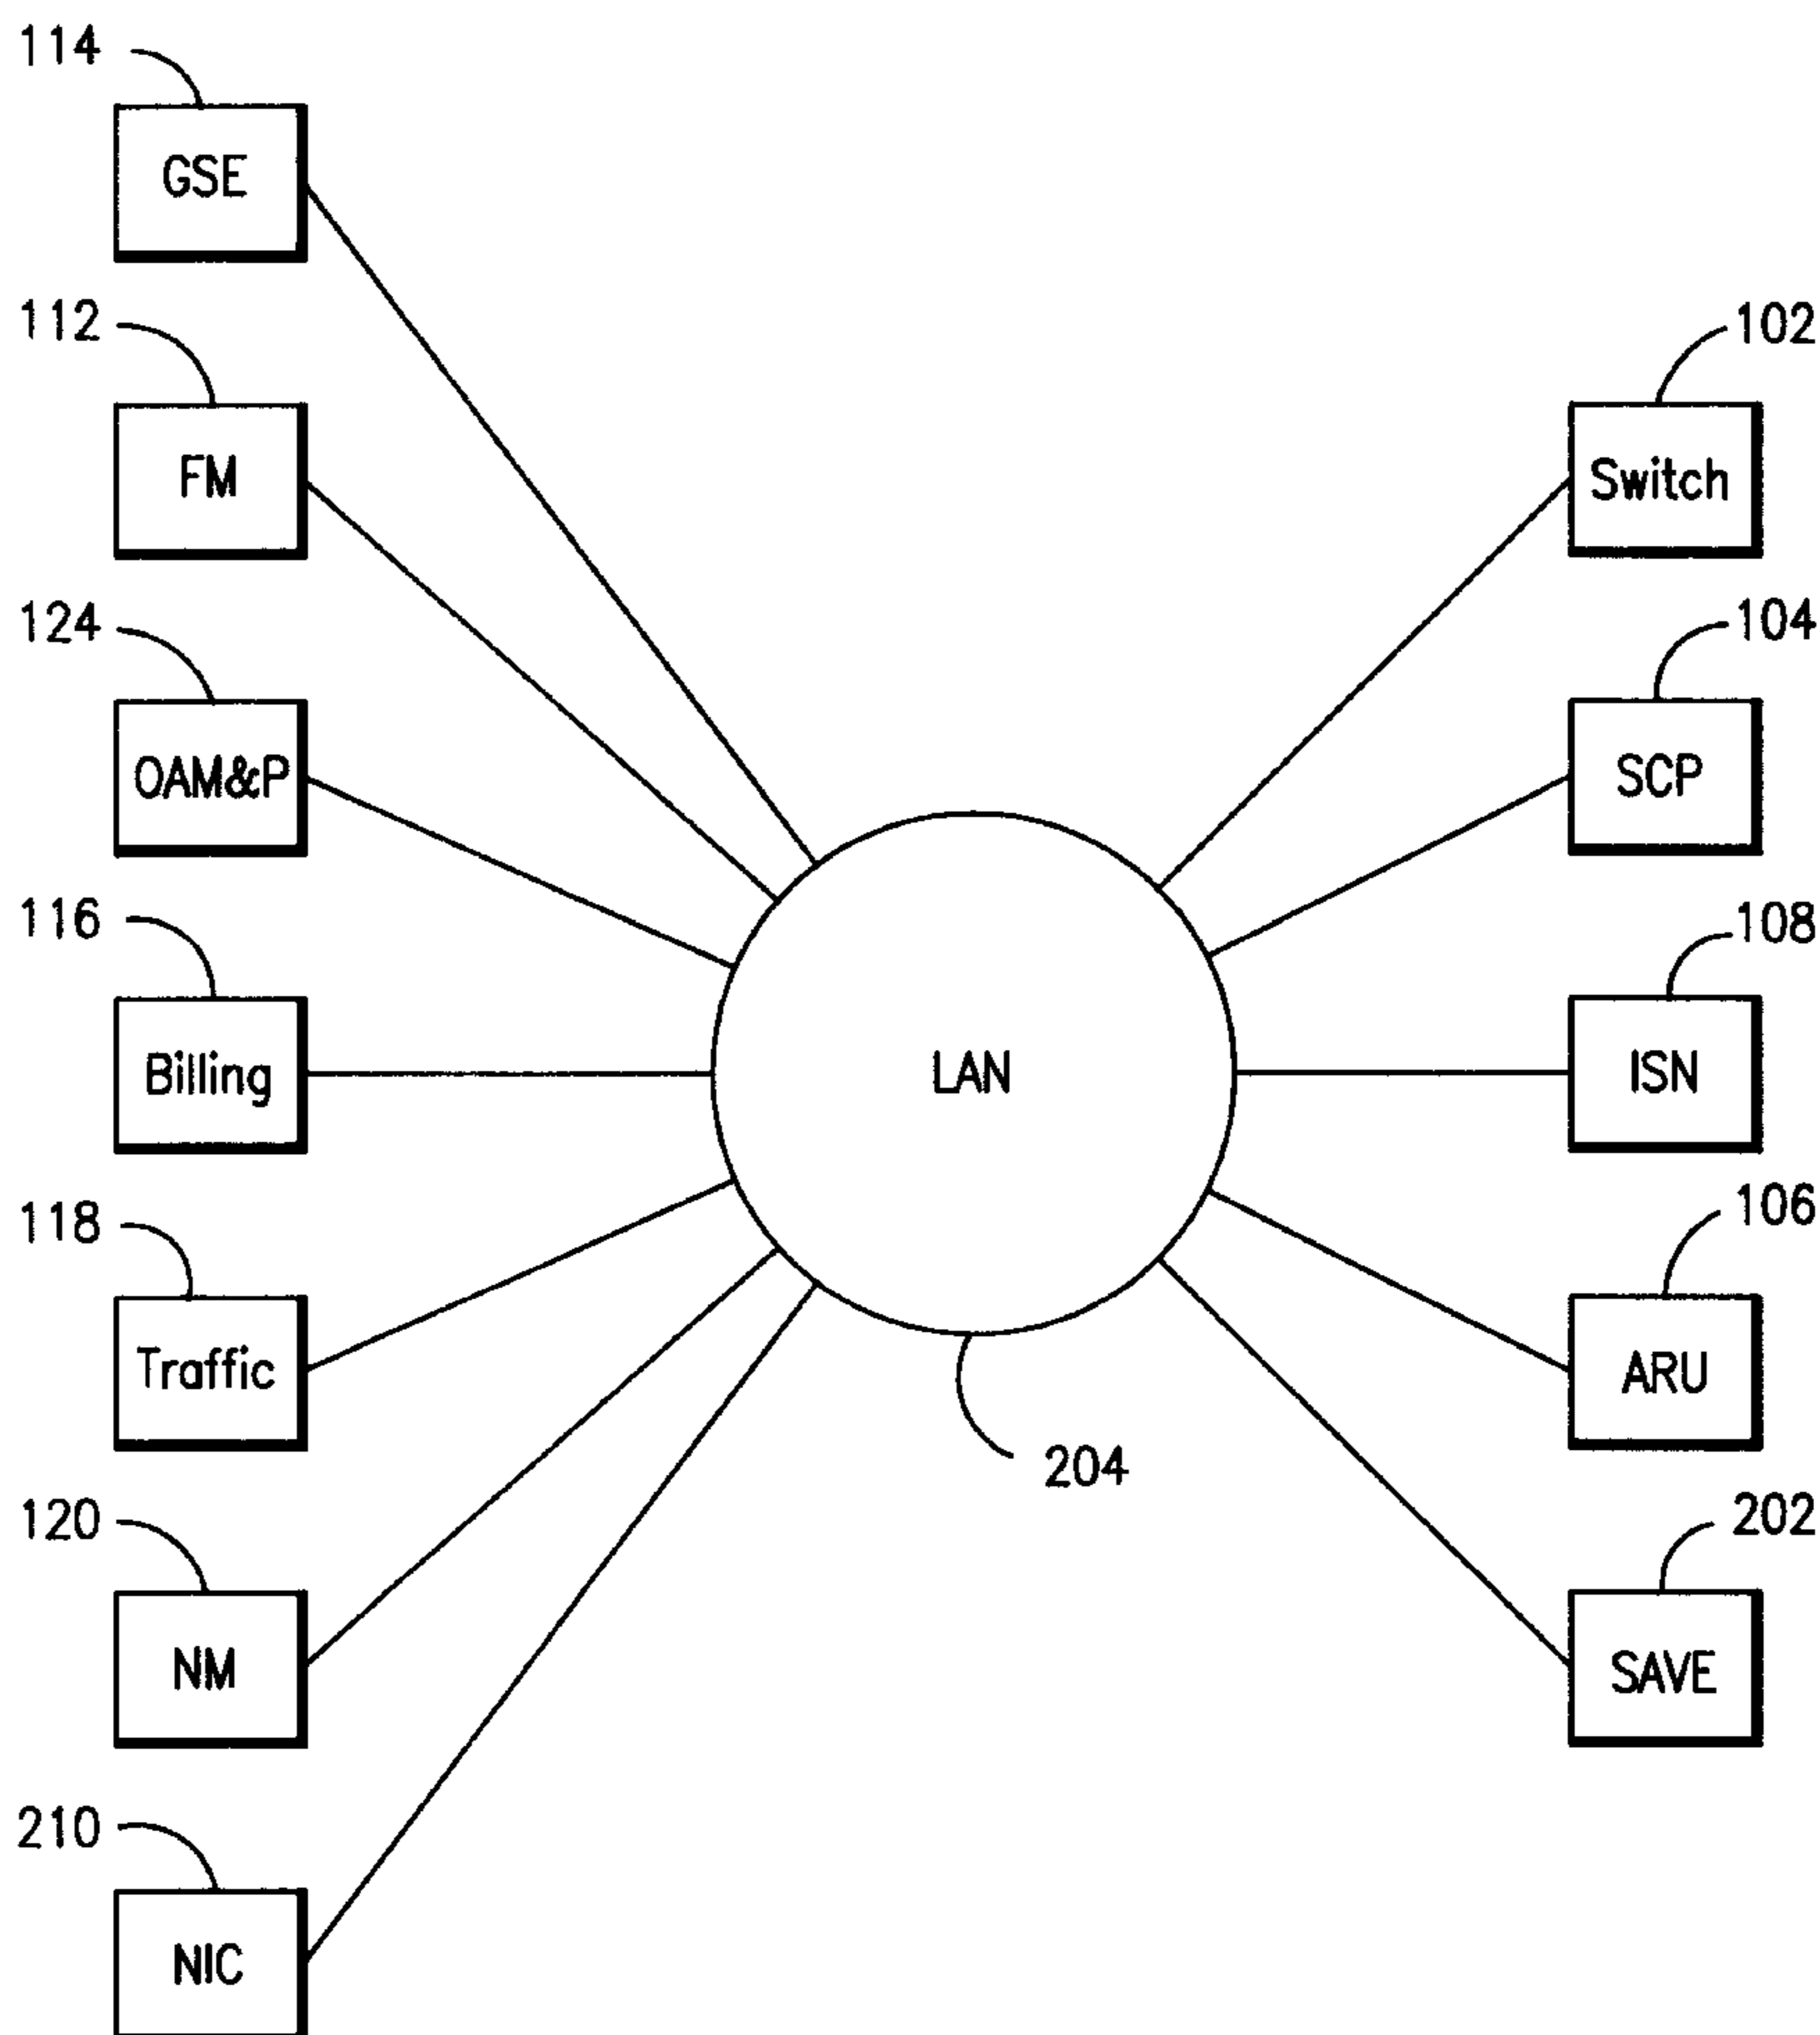 114
GSE
112
FM
102
Switch
124
OAM&P
104
SCP
116
Billing
LAN
108
ISN
118
Traffic
106
ARU
204
120
NM
202
SAVE
210
NIC